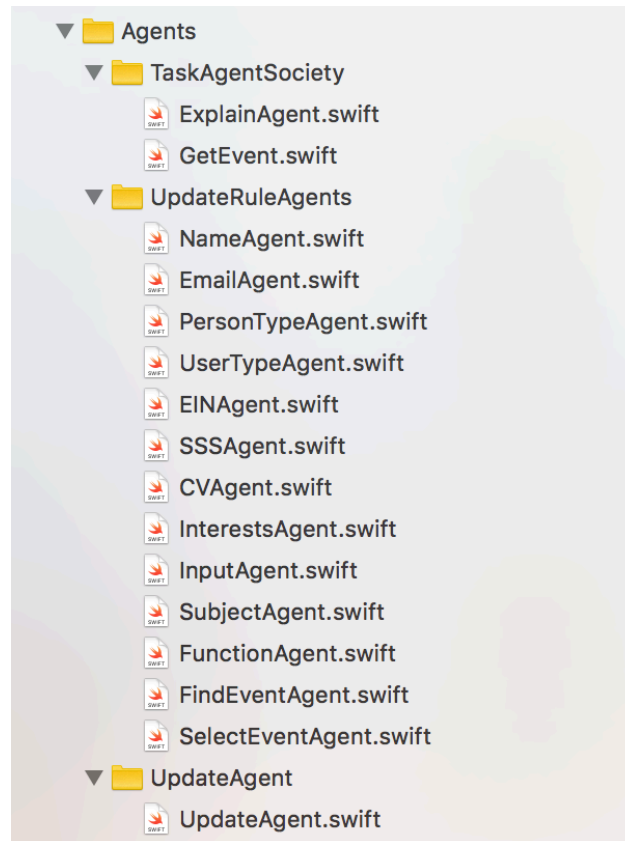 Agents
TaskAgentSociety
ExplainAgent.swift
GetEvent.swift
UpdateRuleAgents
NameAgent.swift
EmailAgent.swift
PersonTypeAgent.swift
UserTypeAgent.swift
EINAgent.swift
SSSAgent.swift
CVAgent.swift
InterestsAgent.swift
InputAgent.swift
SubjectAgent.swift
FunctionAgent.swift
FindEventAgent.swift
SelectEventAgent.swift
UpdateAgent
UpdateAgent.swift